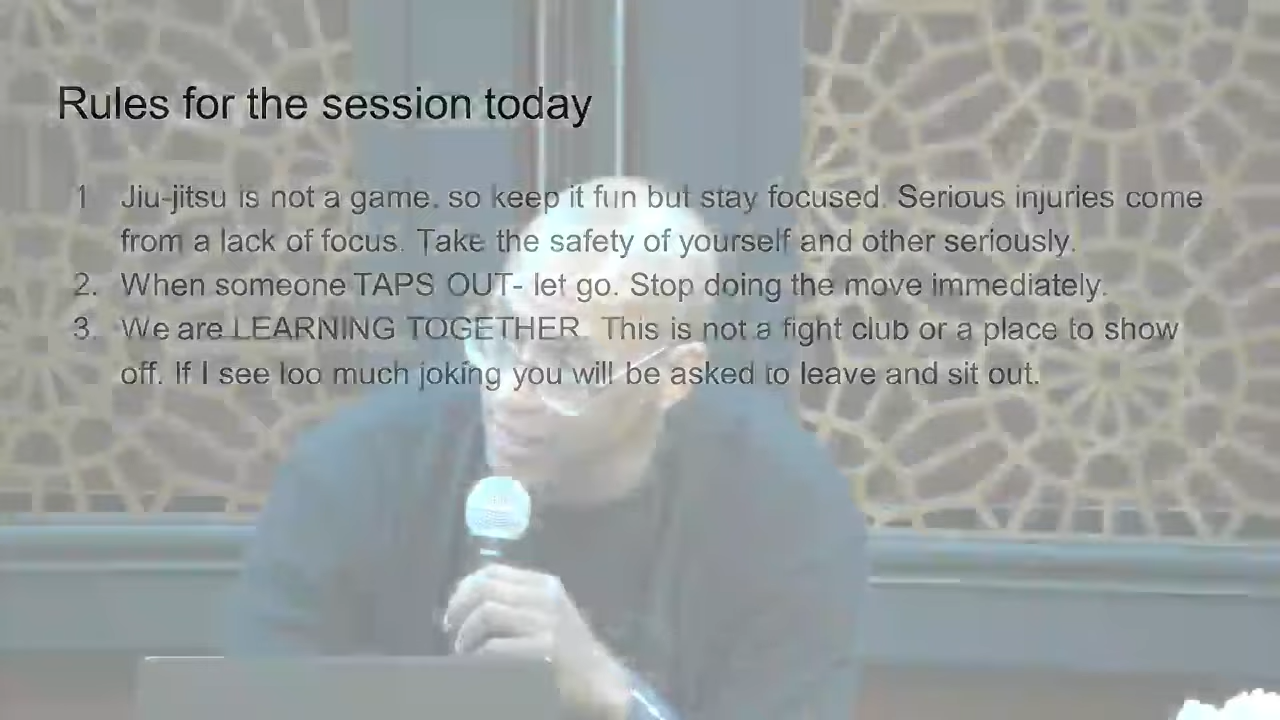 Rules for the session today
1 Jiu-jitsu is not a game. so keep it fun but stay focused. Serious injuries come
from a lack of focus. Take the safety of yourself and other seriously.
2. When someone TAPS OUT- let go. Stop doing the move immediately.
3. We are LEARNING TOGETHER. This is not a fight club or a place to show
off. If I see too much joking you will be asked to leave and sit out.